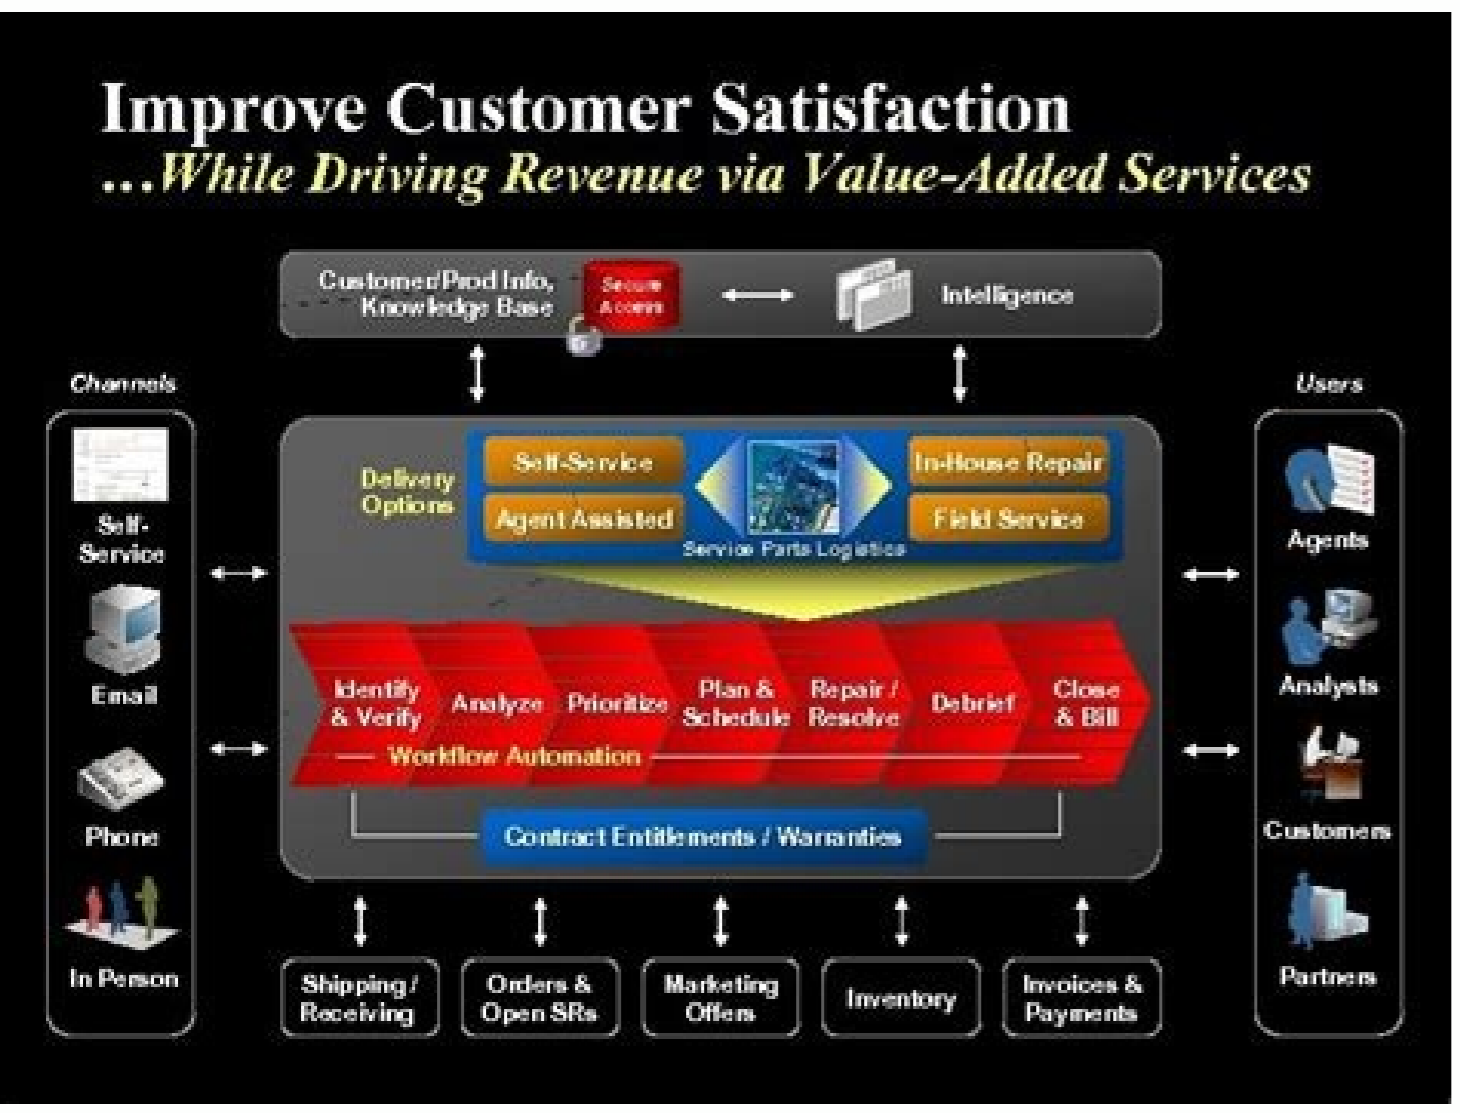 Improve Customer Satisfaction
...While Driving Revenue via Value-Added Services
Customer/Prod Info,
Knowledge Base
Secure
Access
Intelligence
Channels
Self-
Service
Email
Phone
In Person
Delivery
Options
Self-Service
Agent Assisted
Service Parts Logistics
In-House Repair
Field Service
Identify
& Verify
Analyze
Prioritize
Plan &
Schedule
Repair /
Resolve
Debrief
Close
& Bill
Workflow Automation
Contract Entitlements / Warranties
Users
Agents
Analysts
Customers
Partners
Shipping /
Receiving
Orders &
Open SRs
Marketing
Offers
Inventory
Invoices &
Payments